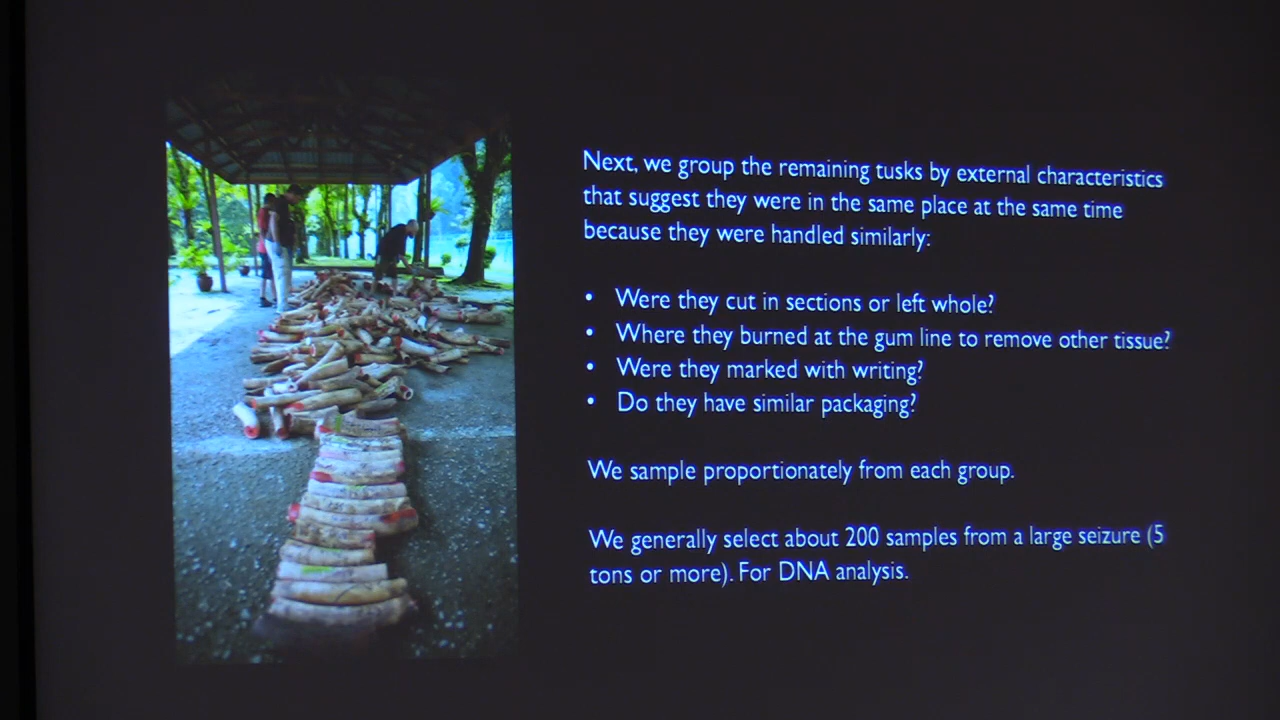 Next, we group the remaining tusks by external characteristics
that suggest they were in the same place at the same time
because they were handled similarly:
• Were they cut in sections or left whole?
• Where they burned at the gum line to remove other tissue?
• Were they marked with writing?
• Do they have similar packaging?
We sample proportionately from each group.
We generally select about 200 samples from a large seizure (5
tons or more). For DNA analysis.